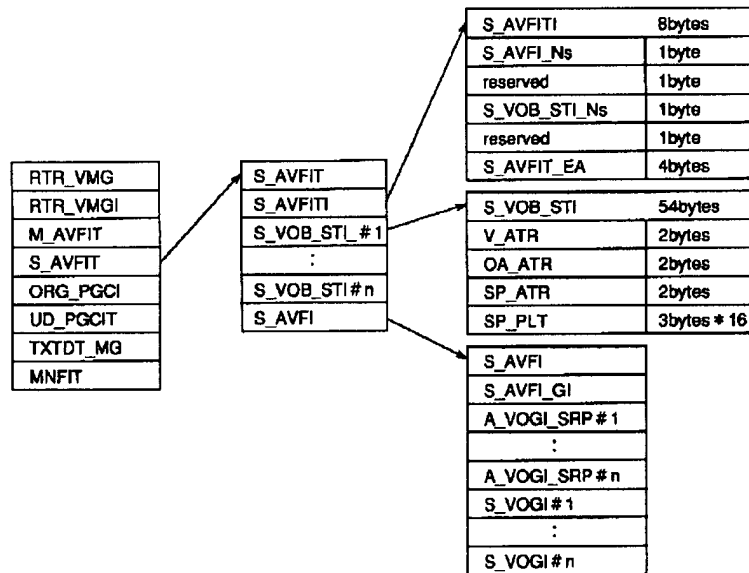 RTR_VMG
RTR_VMGI
M_AVFIT
S_AVFIT
ORG_PGCI
UD_PGCIT
TXTDT_MG
MNFIT
S_AVFIT
S_AVFITI
S_VOB_STI_#1
:
S_VOB_STI#n
S_AVFI
S_AVFITI 8bytes
S_AVFI_Ns 1byte
reserved 1byte
S_VOB_STI_Ns 1byte
reserved 1byte
S_AVFIT_EA 4bytes
S_VOB_STI 54bytes
V_ATR 2bytes
OA_ATR 2bytes
SP_ATR 2bytes
SP_PLT 3bytes*16
S_AVFI
S_AVFI_GI
A_VOGI_SRP#1
:
A_VOGI_SRP#n
S_VOGI#1
:
S_VOGI#n